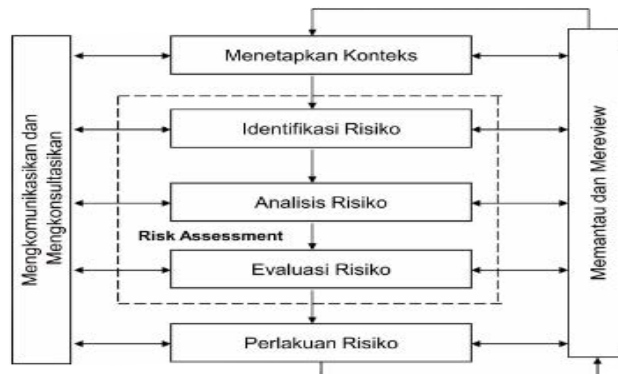 Menetapkan Konteks
Identifikasi Risiko
Analisis Risiko
Risk Assessment
Evaluasi Risiko
Perlakuan Risiko
Mengkomunikasikan dan
Mengkonsultasikan
Memantau dan Mereview